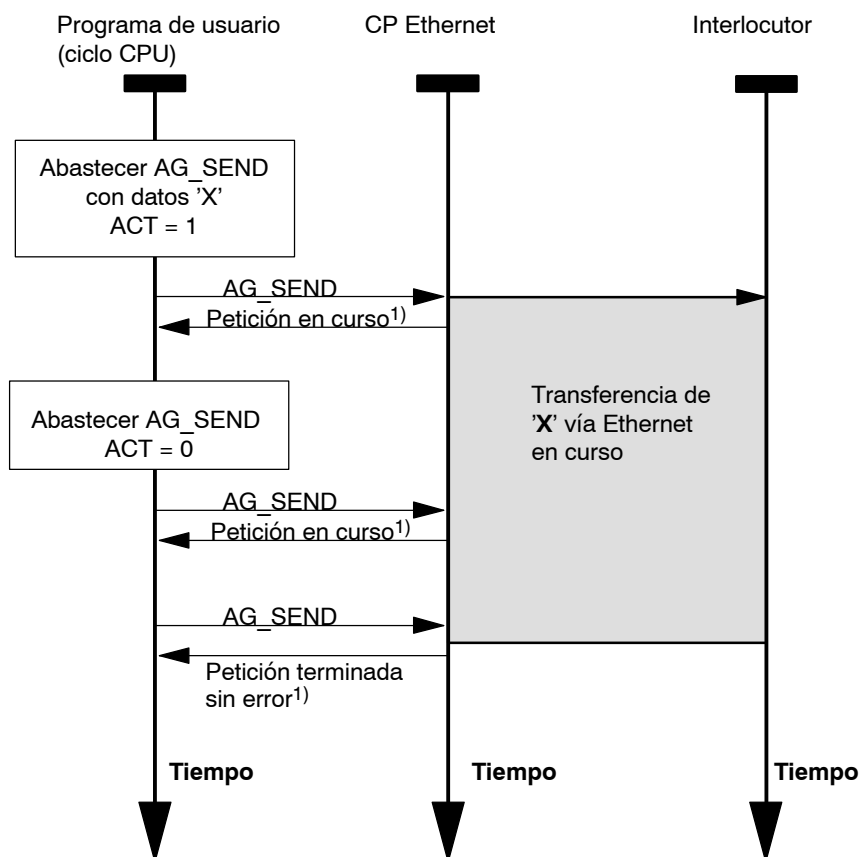 Programa de usuario
(ciclo CPU)
CP Ethernet
Interlocutor
Abastecer AG_SEND
con datos ’X’
ACT = 1
AG_SEND
Petición en curso1)
Abastecer AG_SEND
ACT = 0
Transferencia de
’X’ vía Ethernet
en curso
AG_SEND
Petición en curso1)
AG_SEND
Petición terminada
sin error1)
Tiempo
Tiempo
Tiempo